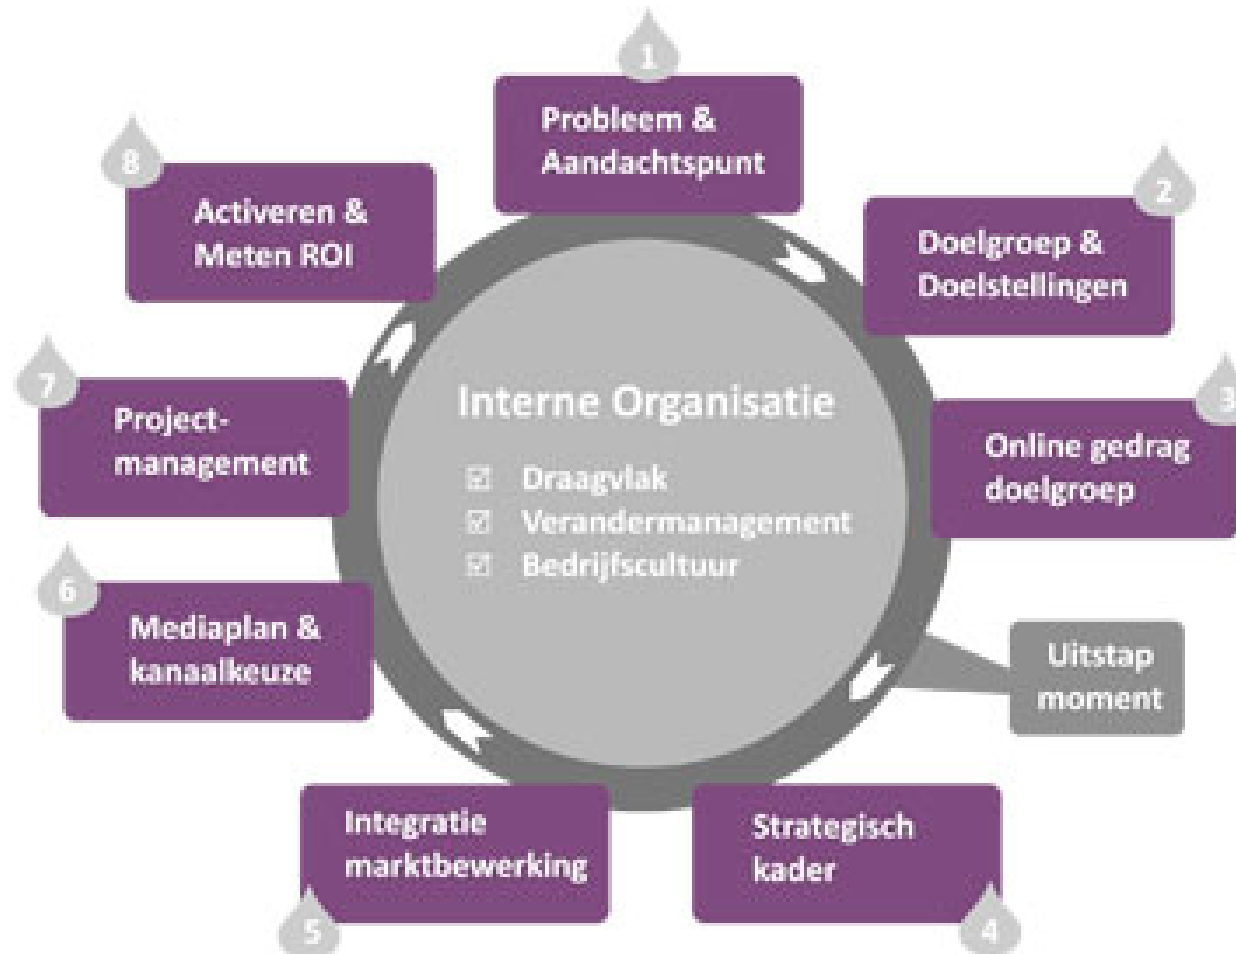 1
Probleem &
Aandachtspunt
2
Doelgroep &
Doelstellingen
3
Online gedrag
doelgroep
Uitstap
moment
4
Strategisch
kader
5
Integratie
marktbewerking
6
Mediaplan &
kanaalkeuze
7
Project-
management
8
Activeren &
Meten ROI
Interne Organisatie
☑ Draagvlak
☑ Verandermanagement
☑ Bedrijfscultuur